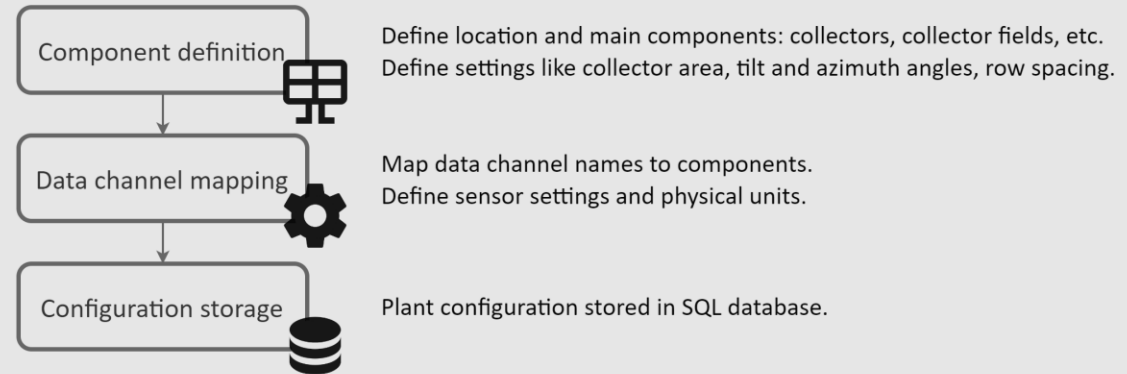 Component definition
Define location and main components: collectors, collector fields, etc.
Define settings like collector area, tilt and azimuth angles, row spacing.
Data channel mapping
Map data channel names to components.
Define sensor settings and physical units.
Configuration storage
Plant configuration stored in SQL database.